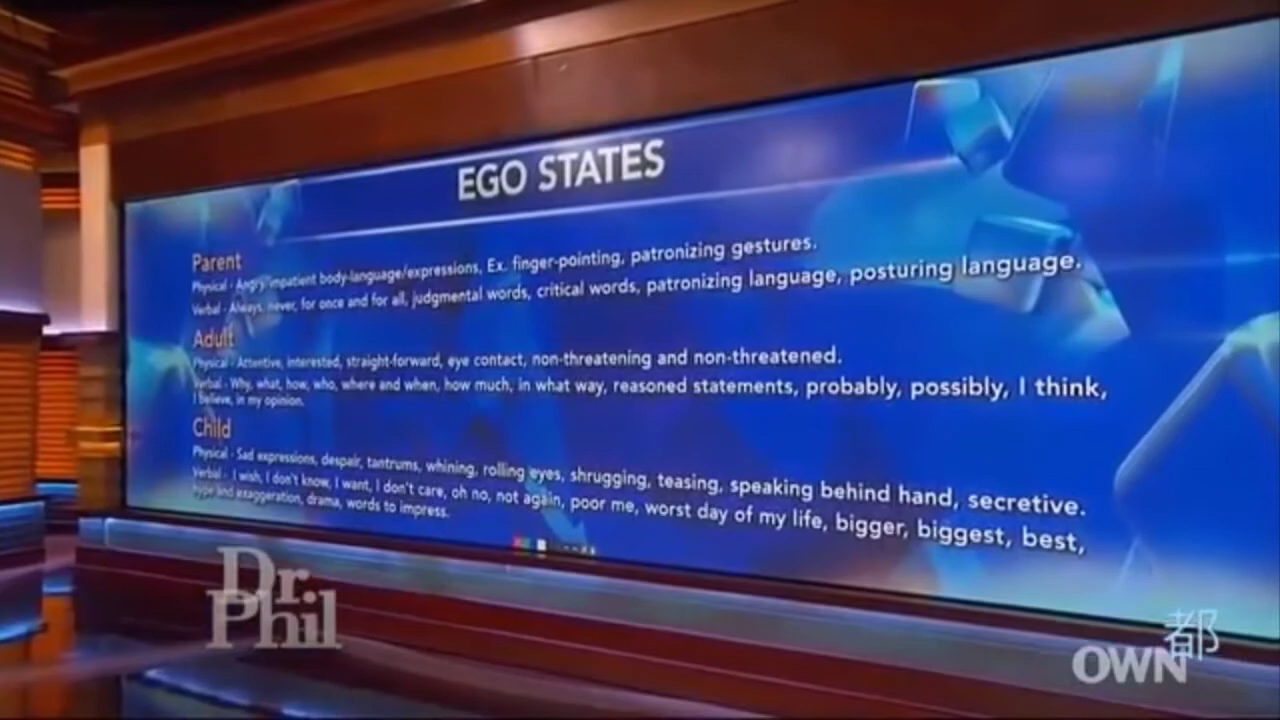 EGO STATES
Parent
Physical - Angry/impatient body-language/expressions, Ex. finger-pointing, patronizing gestures.
Verbal - Always, never, for once and for all, judgmental words, critical words, patronizing language, posturing language.
Adult
Physical - Attentive, interested, straight-forward, eye contact, non-threatening and non-threatened.
Verbal - Why, what, how, who, where and when, how much, in what way, reasoned statements, probably, possibly, I think,
I believe, in my opinion.
Child
Physical - Sad expressions, despair, tantrums, whining, rolling eyes, shrugging, teasing, speaking behind hand, secretive.
Verbal - I wish, I don't know, I want, I don't care, oh no, not again, poor me, worst day of my life, bigger, biggest, best,
hype and exaggeration, drama, words to impress.
Dr.
Phil
都
OWN